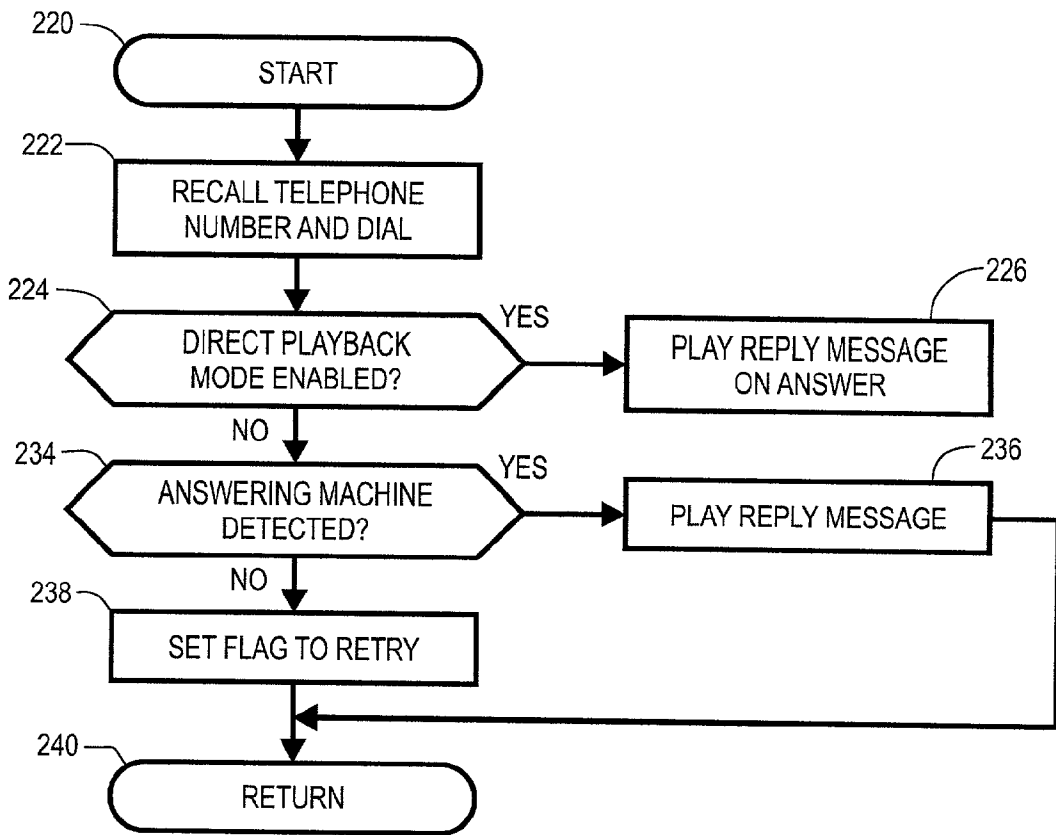 220
START
222
RECALL TELEPHONE
NUMBER AND DIAL
224
DIRECT PLAYBACK
MODE ENABLED?
YES
226
PLAY REPLY MESSAGE
ON ANSWER
NO
234
ANSWERING MACHINE
DETECTED?
YES
236
PLAY REPLY MESSAGE
NO
238
SET FLAG TO RETRY
240
RETURN